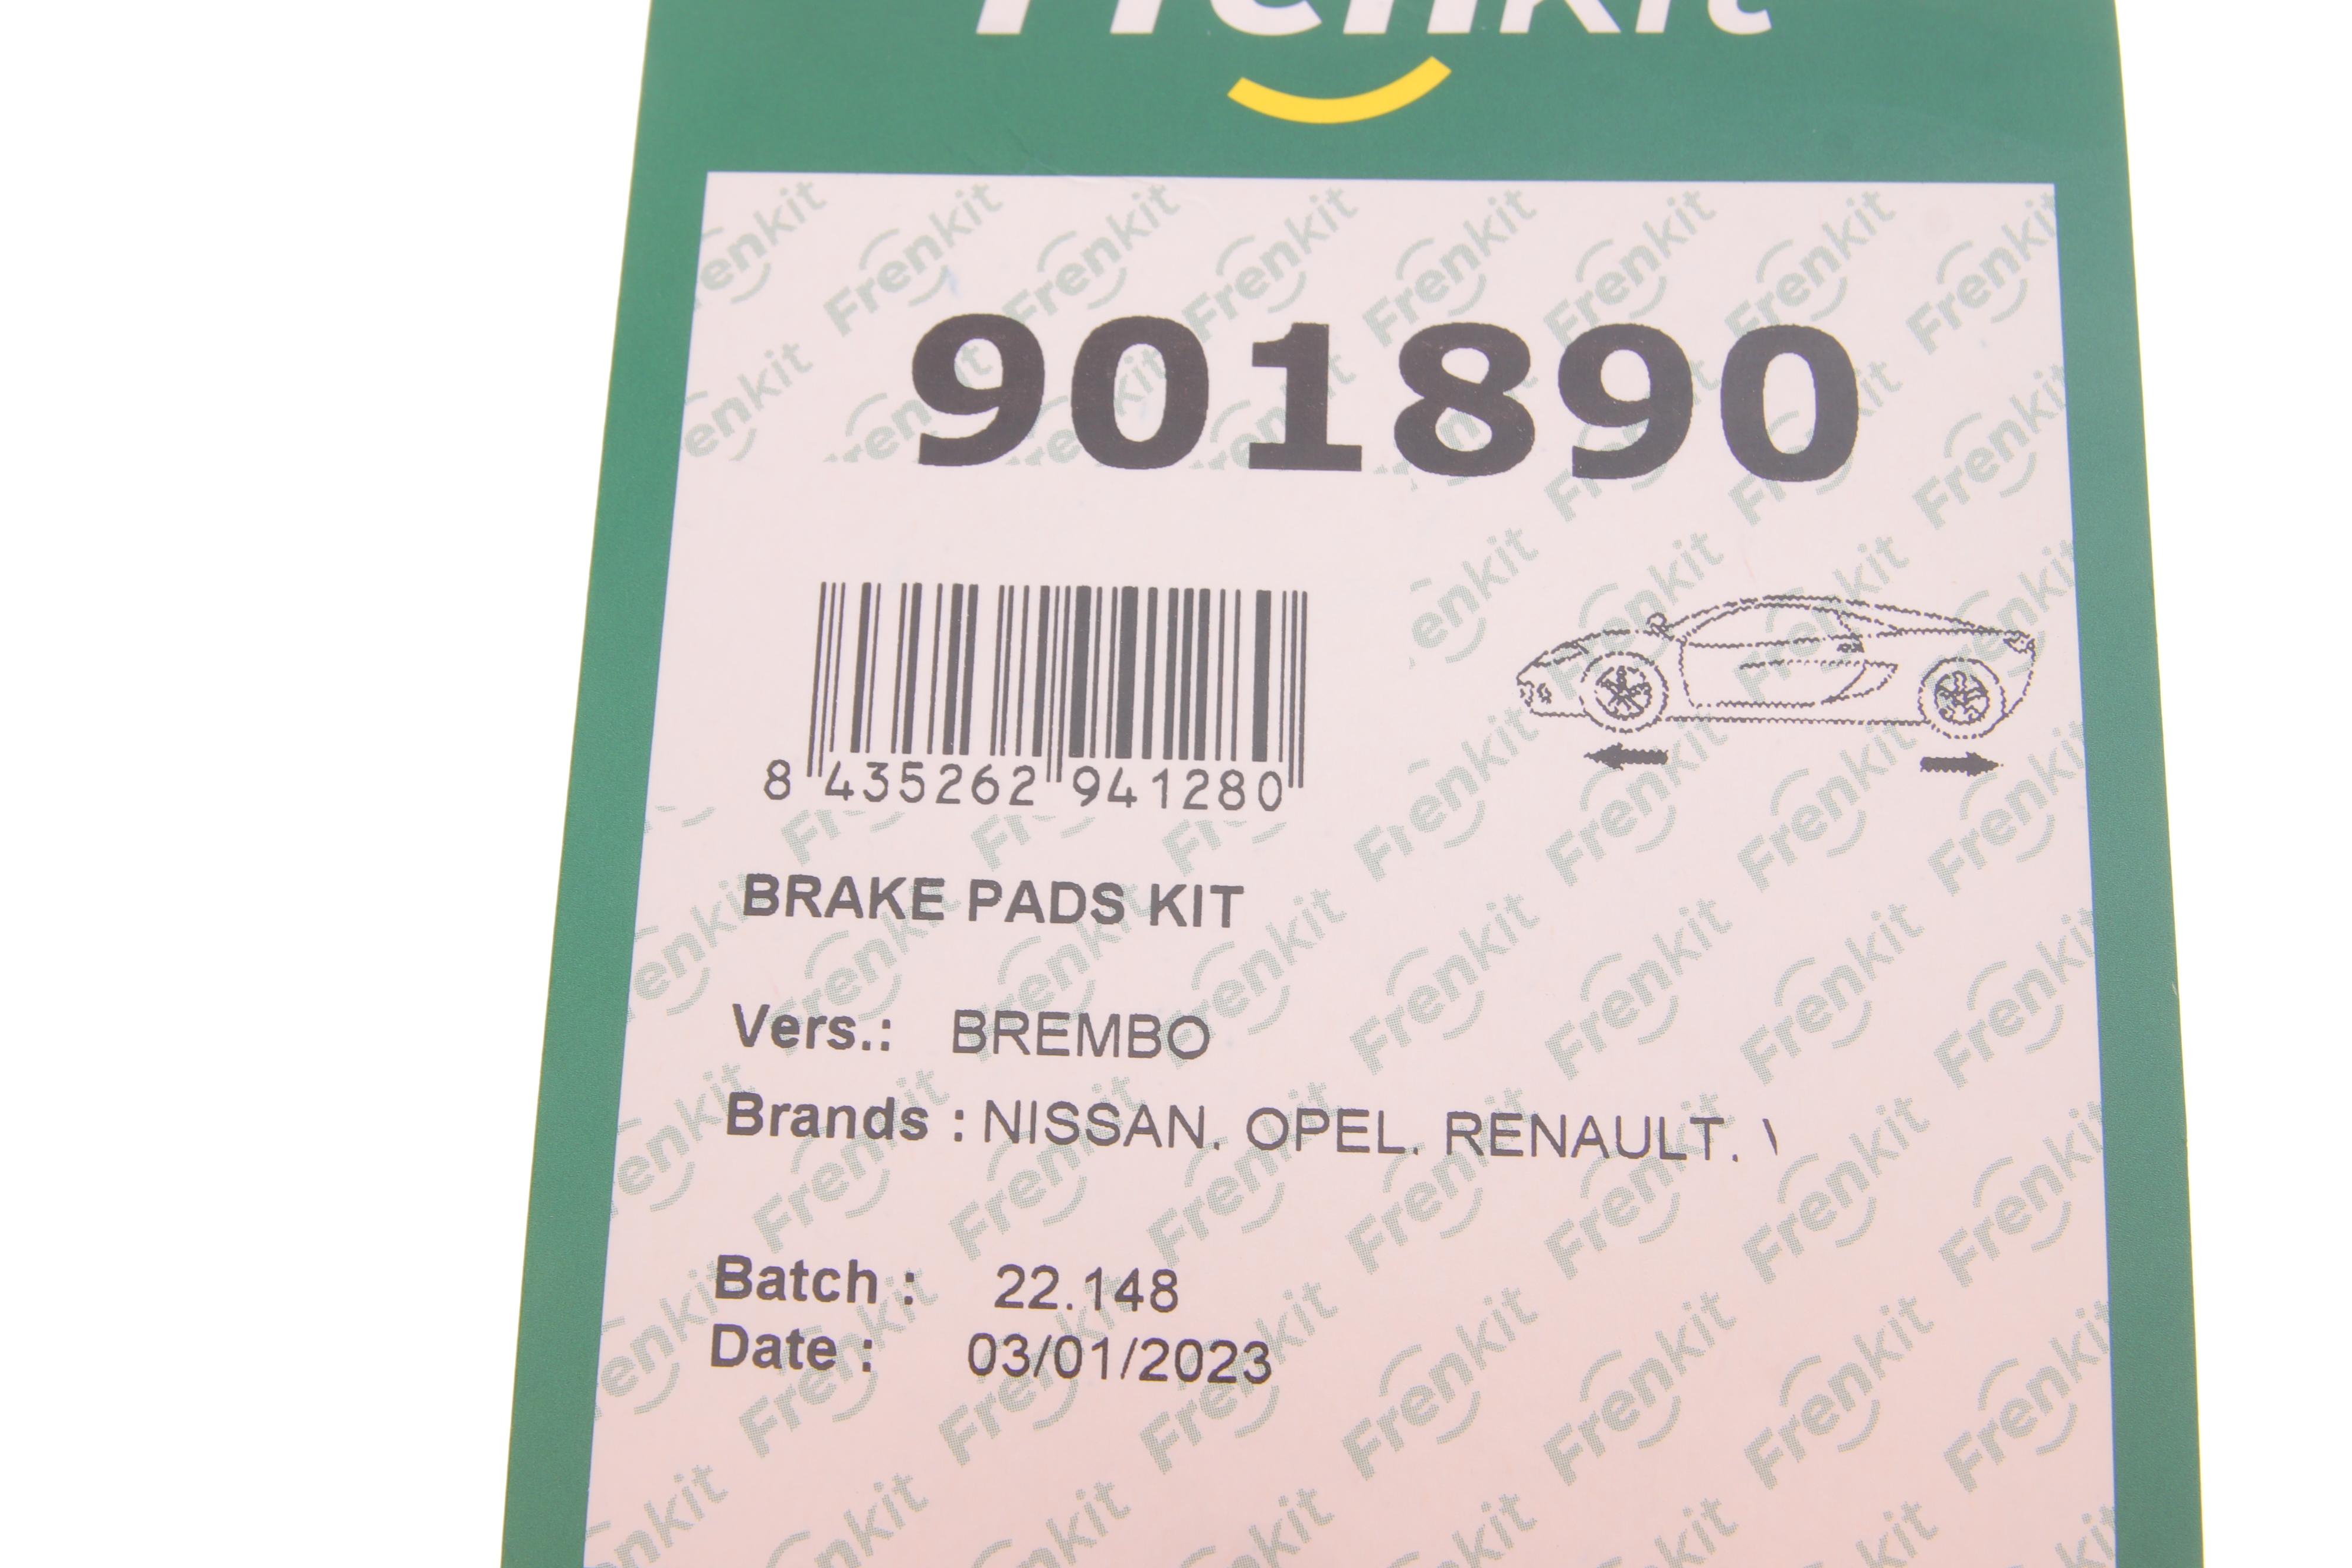 Frenkit
901890
8 435262 941280
BRAKE PADS KIT
Vers.: BREMBO
Brands : NISSAN. OPEL. RENAULT.
Batch : 22.148
Date : 03/01/2023